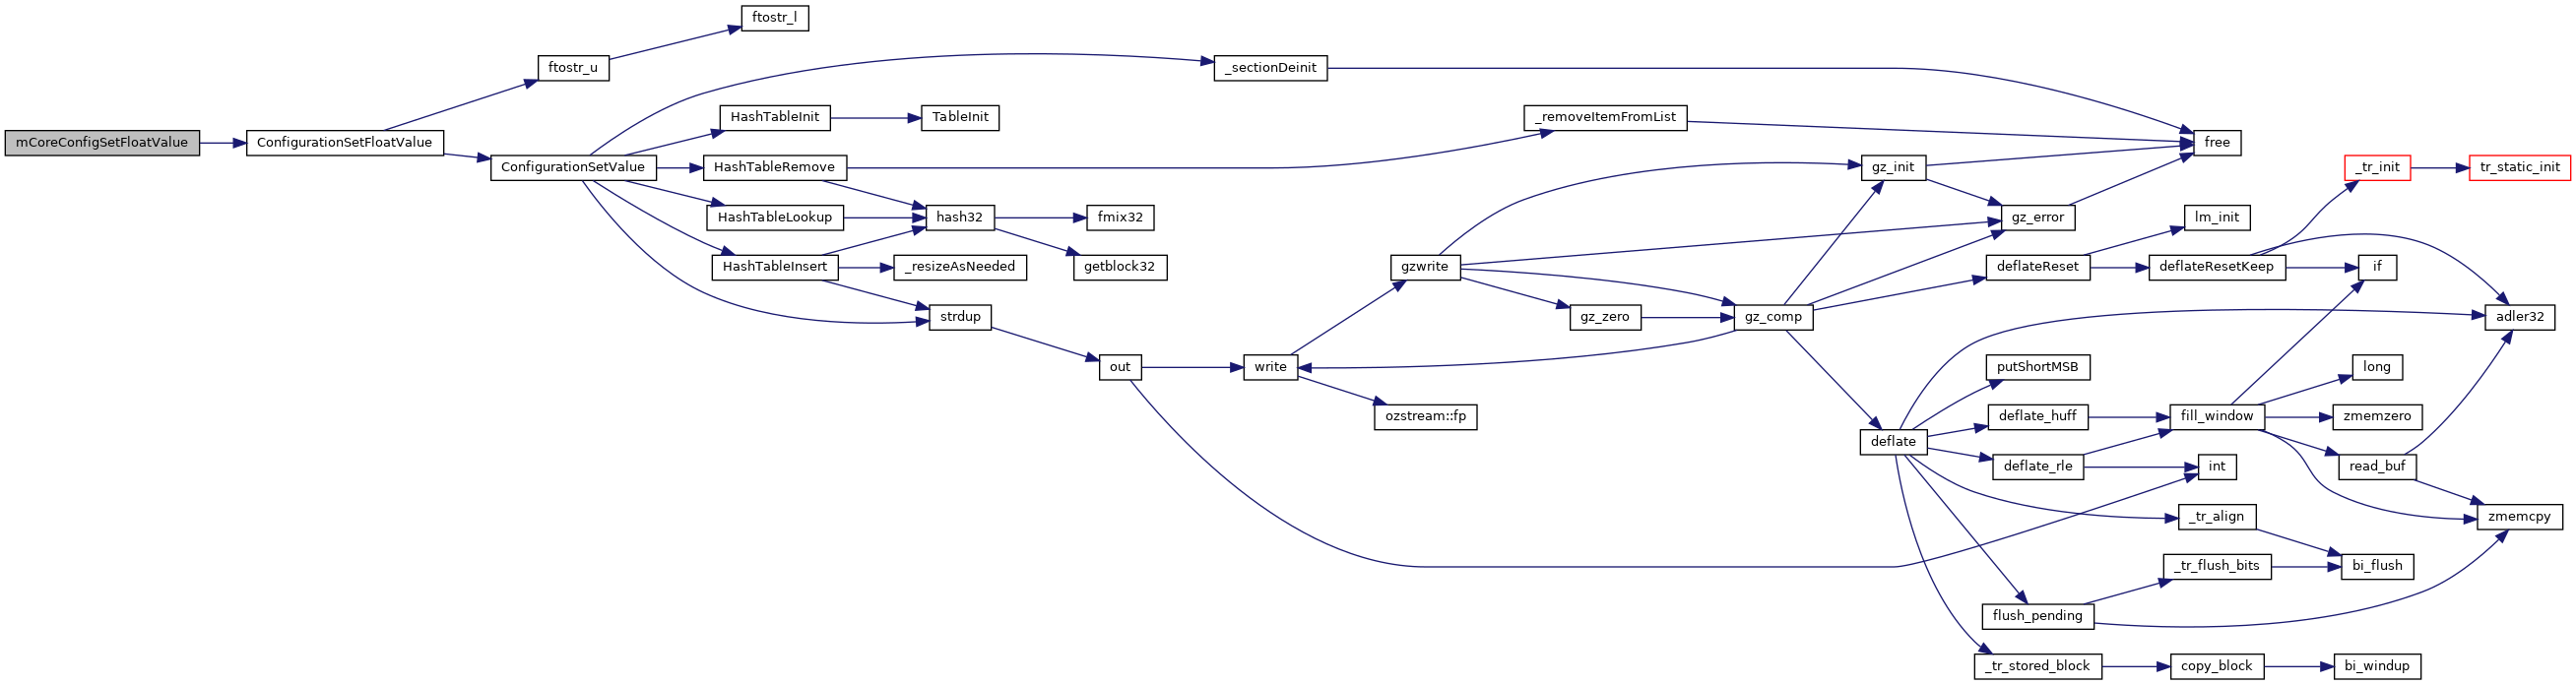 mCoreConfigSetFloatValue
ConfigurationSetFloatValue
ftostr_u
ftostr_l
ConfigurationSetValue
_sectionDeinit
HashTableInit
TableInit
HashTableRemove
_removeItemFromList
HashTableLookup
hash32
fmix32
getblock32
HashTableInsert
_resizeAsNeeded
strdup
out
write
gzwrite
ozstream::fp
gz_zero
gz_comp
gz_init
gz_error
free
deflateReset
lm_init
deflateResetKeep
_tr_init
tr_static_init
if
adler32
deflate
putShortMSB
deflate_huff
deflate_rle
fill_window
long
zmemzero
read_buf
int
zmemcpy
_tr_align
_tr_flush_bits
bi_flush
flush_pending
_tr_stored_block
copy_block
bi_windup